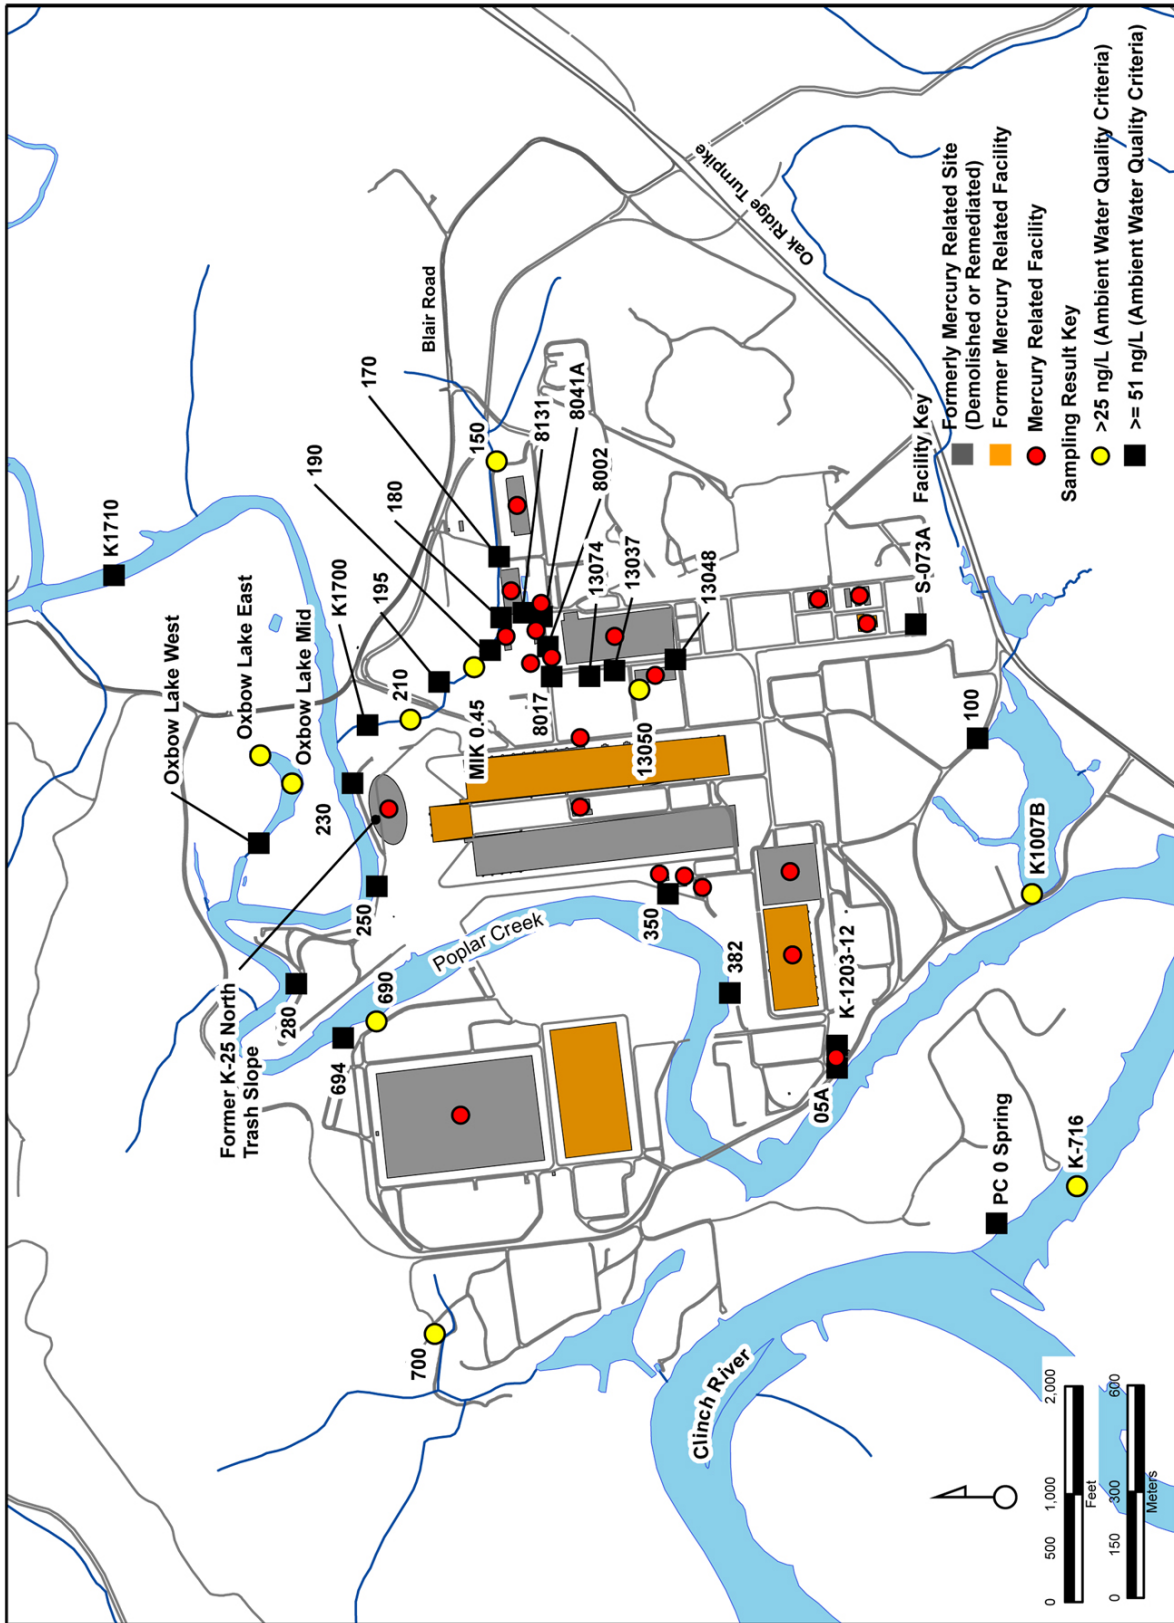 K1710
Oxbow Lake West
Oxbow Lake East
Oxbow Lake Mid
K1700
195
190
180
170
Blair Road
Oak Ridge Turnpike
210
230
250
280
Former K-25 North
Trash Slope
694
690
Poplar Creek
MIK 0.45
150
8131
8041A
8002
8017
13074
13037
13048
13050
350
382
K-1203-12
05A
S-073A
100
K1007B
PC 0 Spring
K-716
700
Clinch River
Facility Key
Formerly Mercury Related Site
(Demolished or Remediated)
Former Mercury Related Facility
Mercury Related Facility
Sampling Result Key
>25 ng/L (Ambient Water Quality Criteria)
>= 51 ng/L (Ambient Water Quality Criteria)
0 500 1,000 2,000
Feet
0 150 300 600
Meters